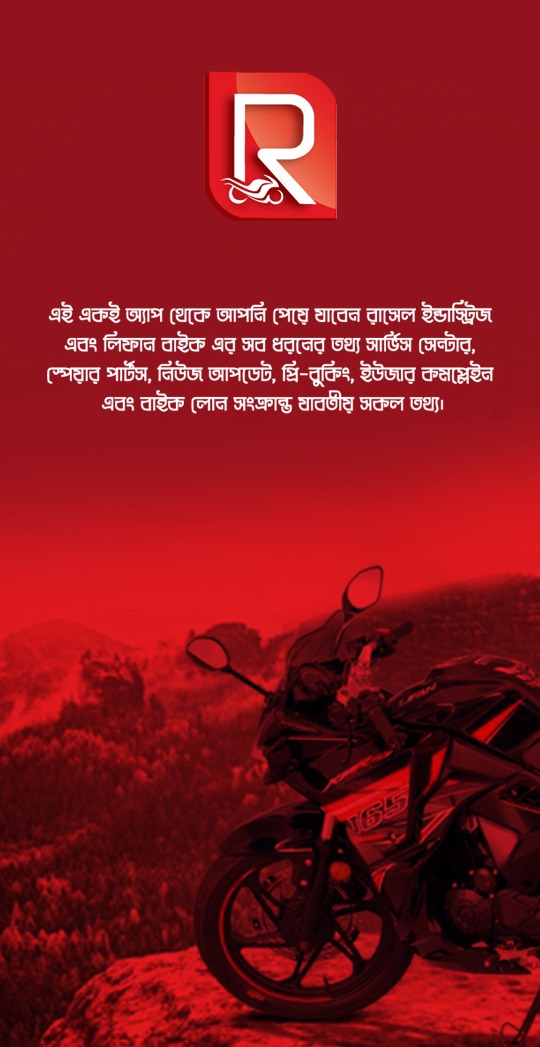 R
এই একই অ্যাপ থেকে আপনি পেয়ে যাবেন রাসেল ইন্ডাস্ট্রিজ
এবং লিফান বাইক এর সব ধরনের তথ্য সার্ভিস সেন্টার,
স্পেয়ার পার্টস, নিউজ আপডেট, প্রি-বুকিং, ইউজার কমপ্লেইন
এবং বাইক লোন সংক্রান্ত যাবতীয় সকল তথ্য।
165